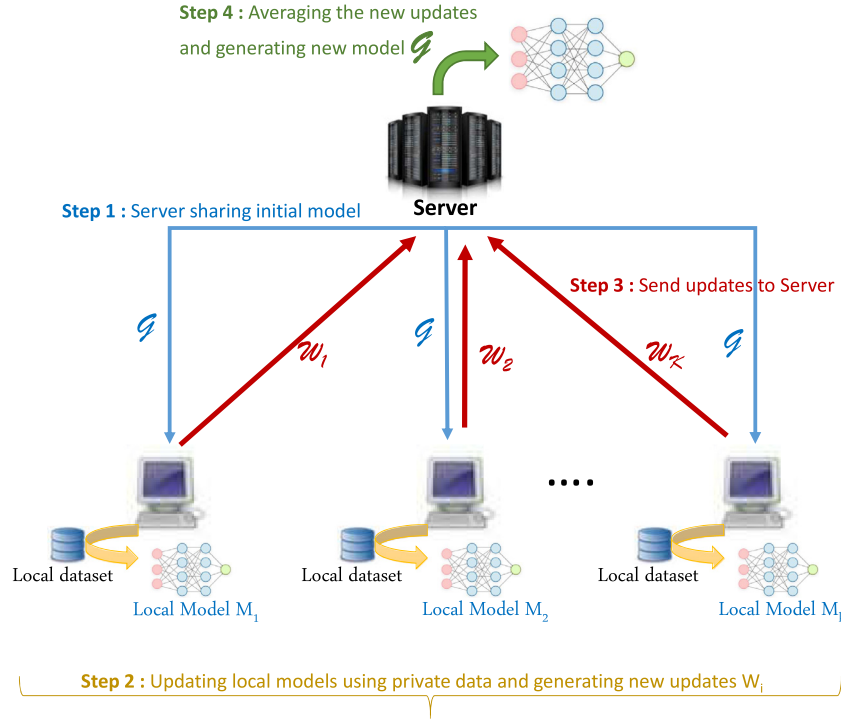 Step 4 : Averaging the new updates
and generating new model G
Server
Step 1 : Server sharing initial model
Step 3 : Send updates to Server
G
G
G
W1
W2
WK
....
Local dataset
Local dataset
Local dataset
Local Model M1
Local Model M2
Local Model
Step 2 : Updating local models using private data and generating new updates Wi